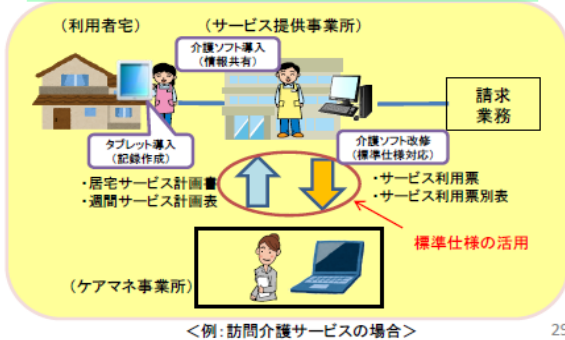 （利用者宅）
（サービス提供事業所）
介護ソフト導入
（情報共有）
請求
業務
タブレット導入
（記録作成）
介護ソフト改修
（標準仕様対応）
・居宅サービス計画書
・週間サービス計画表
・サービス利用票
・サービス利用票別表
標準仕様の活用
（ケアマネ事業所）
＜例：訪問介護サービスの場合＞
29